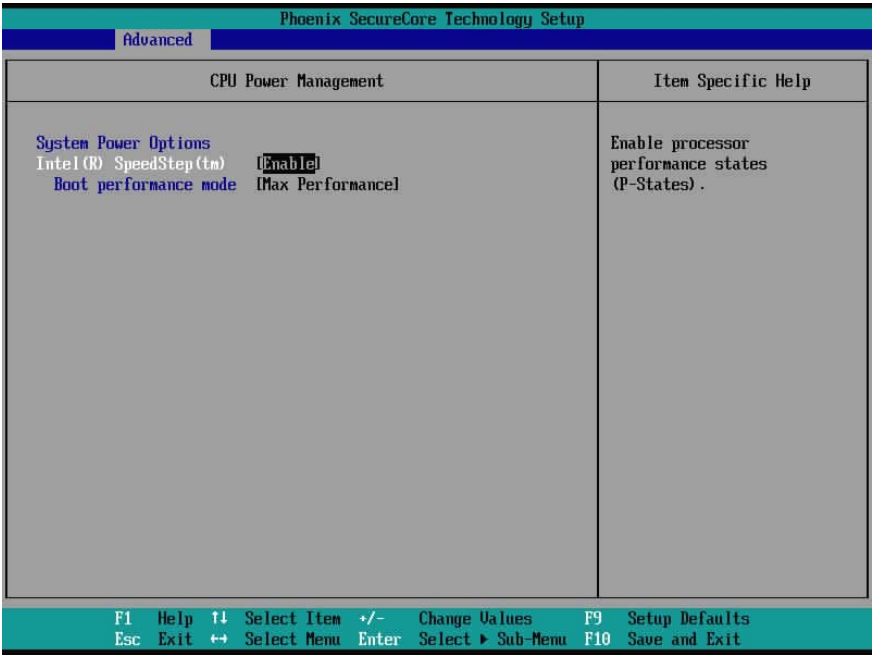 Phoenix SecureCore Technology Setup
Advanced
CPU Power Management
Item Specific Help
System Power Options
Intel(R) SpeedStep(tm) [Enable]
Boot performance mode [Max Performance]
Enable processor
performance states
(P-States).
F1 Help ↑↓ Select Item +/- Change Values F9 Setup Defaults
Esc Exit ↔ Select Menu Enter Select ▶ Sub-Menu F10 Save and Exit